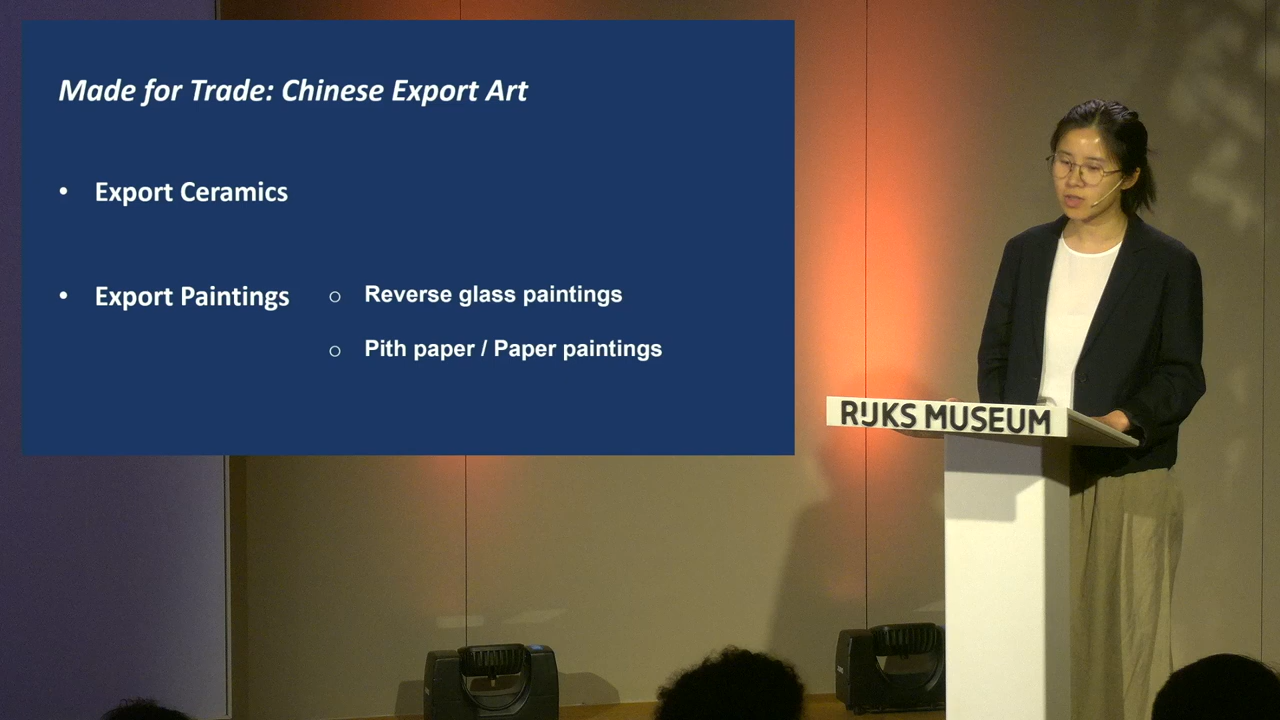 Made for Trade: Chinese Export Art
• Export Ceramics
• Export Paintings
○ Reverse glass paintings
○ Pith paper / Paper paintings
RIJKS MUSEUM